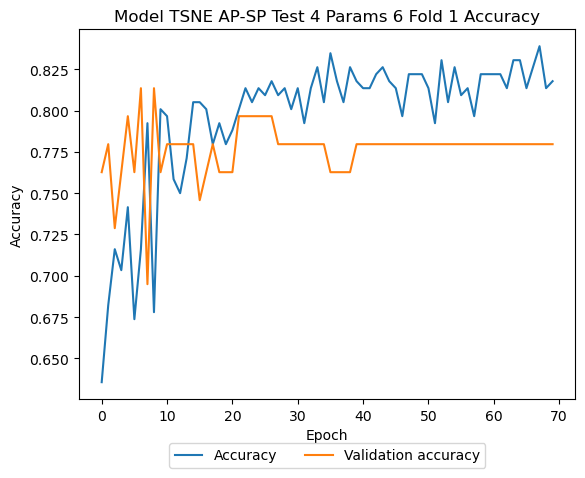 Model TSNE AP-SP Test 4 Params 6 Fold 1 Accuracy
Accuracy
0.825
0.800
0.775
0.750
0.725
0.700
0.675
0.650
0 10 20 30 40 50 60 70
Epoch
Accuracy Validation accuracy